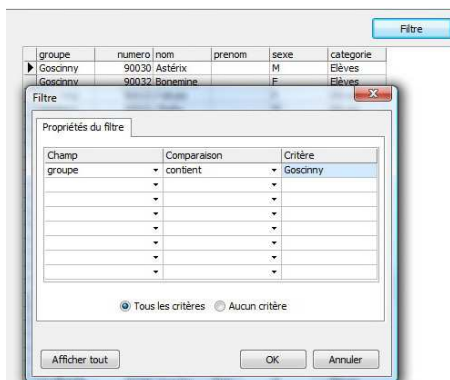 Filtre
groupe numero nom prenom sexe categorie
Goscinny 90030 Astérix M Elèves
Goscinny 90032 Bonemine F Elèves
Filtre
Propriétés du filtre
Champ Comparaison Critère
groupe contient Goscinny
Tous les critères Aucun critère
Afficher tout OK Annuler